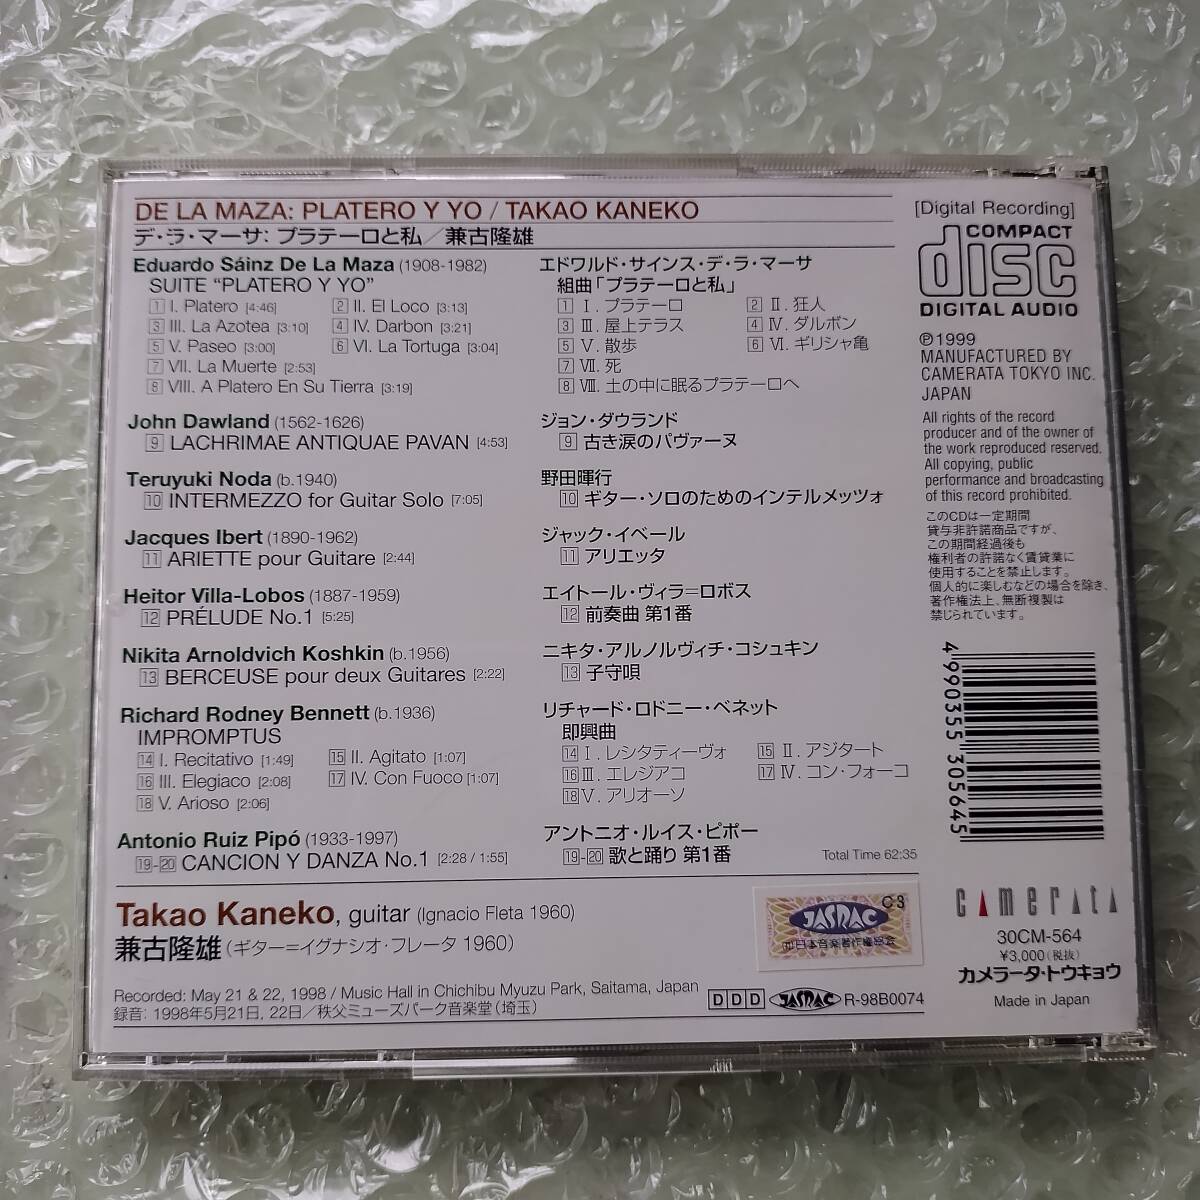 DE LA MAZA: PLATERO Y YO / TAKAO KANEKO
デ・ラ・マーサ: プラテーロと私／兼古隆雄
Eduardo Sáinz De La Maza (1908-1982)
SUITE “PLATERO Y YO”
1 I. Platero [4:46] 2 II. El Loco [3:13]
3 III. La Azotea [3:10] 4 IV. Darbon [3:21]
5 V. Paseo [3:00] 6 VI. La Tortuga [3:04]
7 VII. La Muerte [2:53]
8 VIII. A Platero En Su Tierra [3:19]
John Dawland (1562-1626)
9 LACHRIMAE ANTIQUAE PAVAN [4:53]
Teruyuki Noda (b.1940)
10 INTERMEZZO for Guitar Solo [7:05]
Jacques Ibert (1890-1962)
11 ARIETTE pour Guitare [2:44]
Heitor Villa-Lobos (1887-1959)
12 PRÉLUDE No.1 [5:25]
Nikita Arnoldvich Koshkin (b.1956)
13 BERCEUSE pour deux Guitares [2:22]
Richard Rodney Bennett (b.1936)
IMPROMPTUS
14 I. Recitativo [1:49] 15 II. Agitato [1:07]
16 III. Elegiaco [2:08] 17 IV. Con Fuoco [1:07]
18 V. Arioso [2:06]
Antonio Ruiz Pipó (1933-1997)
19-20 CANCION Y DANZA No.1 [2:28 / 1:55]
エドワルド・サインス・デ・ラ・マーサ
組曲「プラテーロと私」
1 Ⅰ. プラテーロ 2 Ⅱ. 狂人
3 Ⅲ. 屋上テラス 4 Ⅳ. ダルボン
5 Ⅴ. 散歩 6 Ⅵ. ギリシャ亀
7 Ⅶ. 死
8 Ⅷ. 土の中に眠るプラテーロへ
ジョン・ダウランド
9 古き涙のパヴァーヌ
野田暉行
10 ギター・ソロのためのインテルメッツォ
ジャック・イベール
11 アリエッタ
エイトール・ヴィラ=ロボス
12 前奏曲 第1番
ニキタ・アルノルヴィチ・コシュキン
13 子守唄
リチャード・ロドニー・ベネット
即興曲
14 Ⅰ. レシタティーヴォ 15 Ⅱ. アジタート
16 Ⅲ. エレジアコ 17 Ⅳ. コン・フォーコ
18 Ⅴ. アリオーソ
アントニオ・ルイス・ピポー
19-20 歌と踊り 第1番
Total Time 62:35
Takao Kaneko, guitar (Ignacio Fleta 1960)
兼古隆雄 (ギター=イグナシオ・フレータ 1960)
Recorded: May 21 & 22, 1998 / Music Hall in Chichibu Myuzu Park, Saitama, Japan
録音: 1998年5月21日, 22日／秩父ミューズパーク音楽堂 (埼玉)
C3
JASRAC
日本音楽著作権協会
DDD JASRAC R-98B0074
[Digital Recording]
COMPACT
disc
DIGITAL AUDIO
Ⓟ1999
MANUFACTURED BY
CAMERATA TOKYO INC.
JAPAN
All rights of the record
producer and of the owner of
the work reproduced reserved.
All copying, public
performance and broadcasting
of this record prohibited.
このCDは一定期間
貸与非許諾商品ですが、
この期間経過後も
権利者の許諾なく賃貸業に
使用することを禁止します。
個人的に楽しむなどの場合を除き、
著作権法上、無断複製は
禁じられています。
4 990355 305645
camerata
30CM-564
¥3,000 (税抜)
カメラータ・トウキョウ
Made in Japan